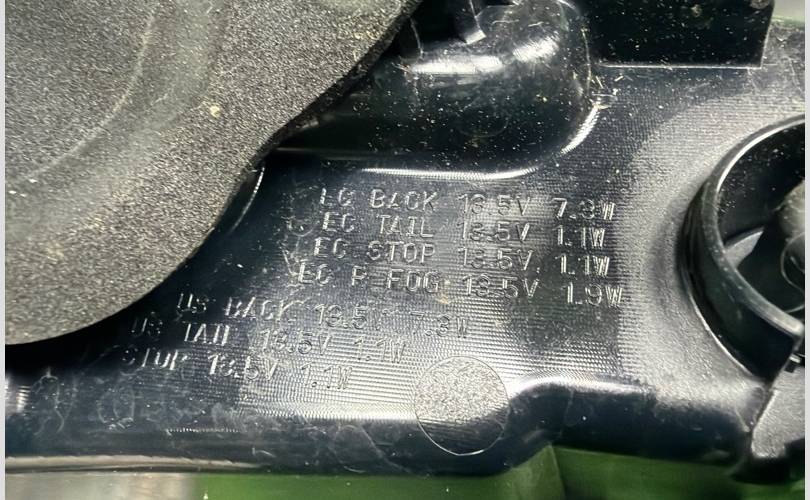 EC BACK 13.5V 7.3W
EC TAIL 13.5V 1.1W
EC STOP 13.5V 1.1W
EC R-FOG 13.5V 1.9W
US BACK 13.5V 7.3W
US TAIL 13.5V 1.1W
STOP 13.5V 1.1W